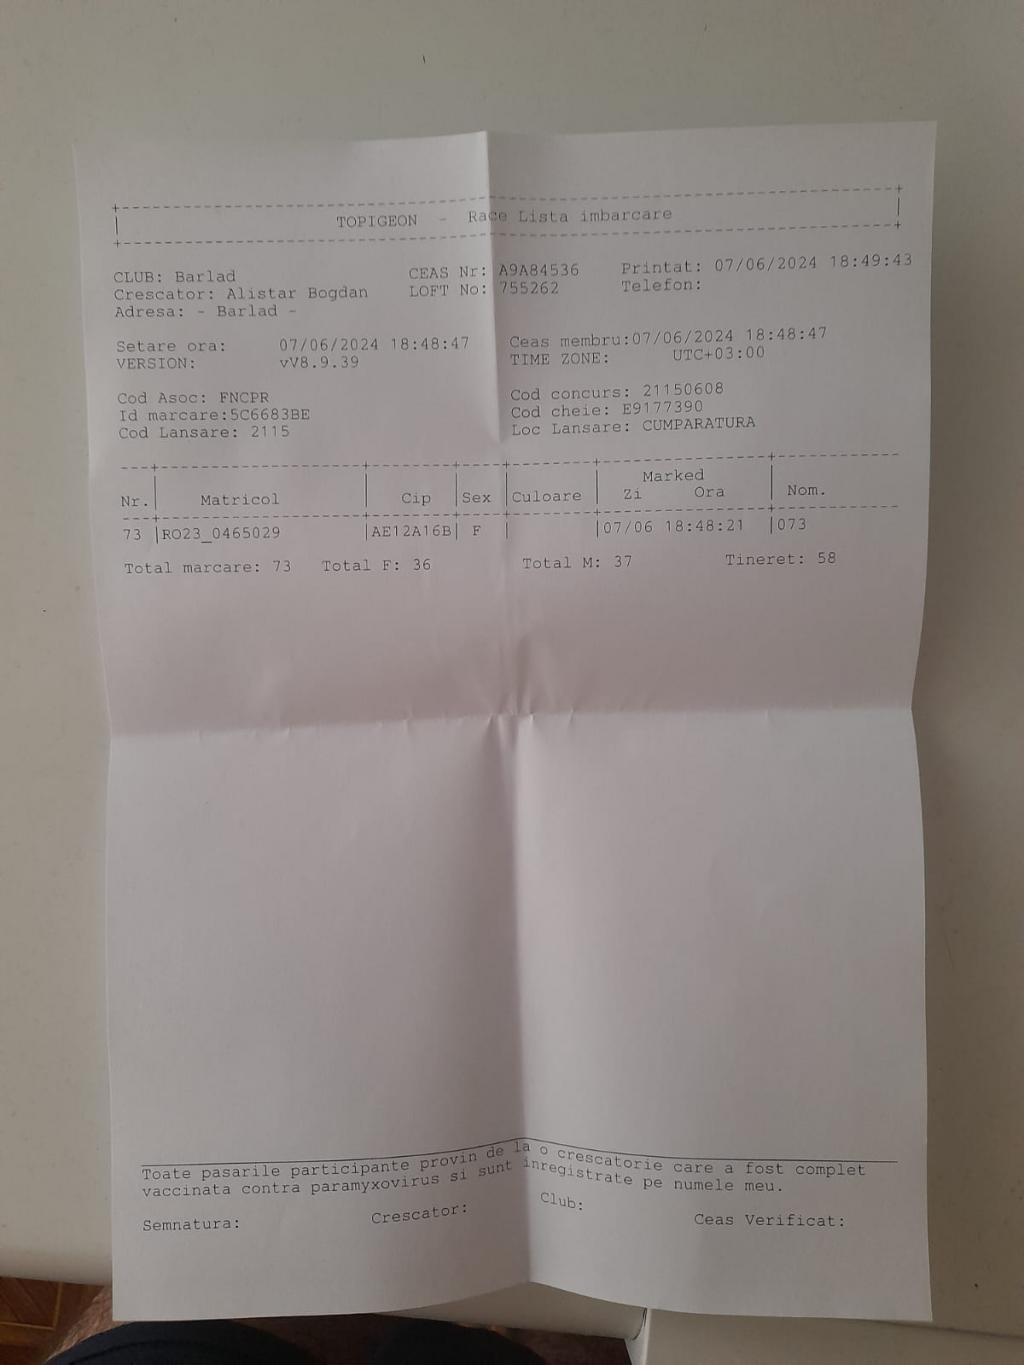 TOPIGEON - Race Lista imbarcare
CLUB: Barlad CEAS Nr: A9A84536 Printat: 07/06/2024 18:49:43
Crescator: Alistar Bogdan LOFT No: 755262 Telefon:
Adresa: - Barlad -
Setare ora: 07/06/2024 18:48:47 Ceas membru:07/06/2024 18:48:47
VERSION: vV8.9.39 TIME ZONE: UTC+03:00
Cod Asoc: FNCPR Cod concurs: 21150608
Id marcare:5C6683BE Cod cheie: E9177390
Cod Lansare: 2115 Loc Lansare: CUMPARATURA
Marked
Nr. Matricol Cip Sex Culoare Zi Ora Nom.
73 RO23_0465029 AE12A16B F 07/06 18:48:21 073
Total marcare: 73 Total F: 36 Total M: 37 Tineret: 58
Toate pasarile participante provin de la o crescatorie care a fost complet
vaccinata contra paramyxovirus si sunt inregistrate pe numele meu.
Semnatura: Crescator: Club: Ceas Verificat: